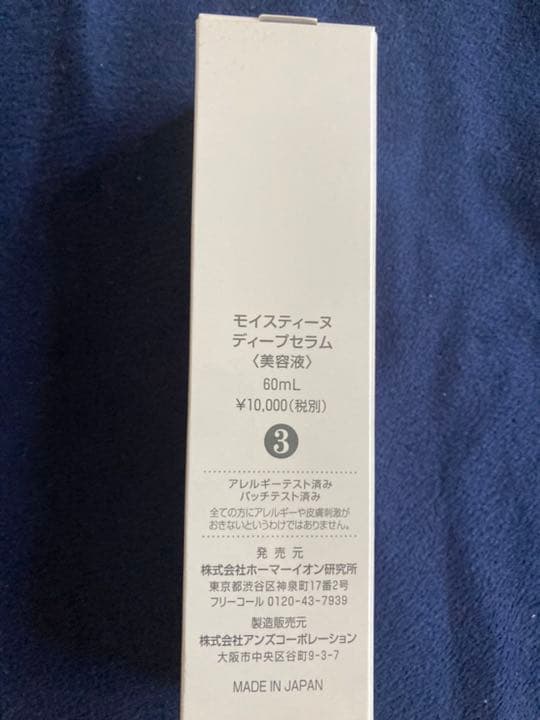 モイスティーヌ
ディープセラム
〈美容液〉
60mL
¥10,000(税別)
3
アレルギーテスト済み
パッチテスト済み
全ての方にアレルギーや皮膚刺激が
おきないというわけではありません。
発売元
株式会社ホーマーイオン研究所
東京都渋谷区神泉町17番2号
フリーコール 0120-43-7939
製造販売元
株式会社アンズコーポレーション
大阪市中央区谷町9-3-7
MADE IN JAPAN